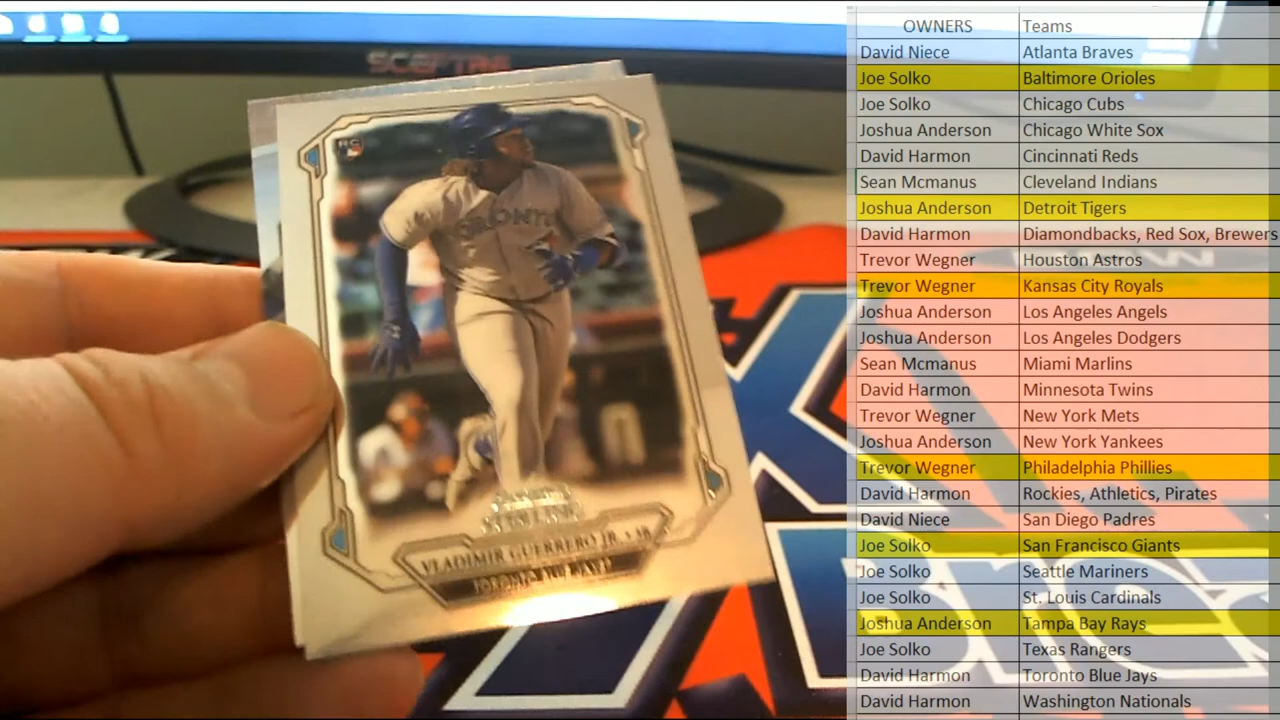 SCEPTRE
RC
TORONTO
VLADIMIR GUERRERO JR. • 3B
TORONTO BLUE JAYS
OWNERS Teams
David Niece Atlanta Braves
Joe Solko Baltimore Orioles
Joe Solko Chicago Cubs
Joshua Anderson Chicago White Sox
David Harmon Cincinnati Reds
Sean Mcmanus Cleveland Indians
Joshua Anderson Detroit Tigers
David Harmon Diamondbacks, Red Sox, Brewers
Trevor Wegner Houston Astros
Trevor Wegner Kansas City Royals
Joshua Anderson Los Angeles Angels
Joshua Anderson Los Angeles Dodgers
Sean Mcmanus Miami Marlins
David Harmon Minnesota Twins
Trevor Wegner New York Mets
Joshua Anderson New York Yankees
Trevor Wegner Philadelphia Phillies
David Harmon Rockies, Athletics, Pirates
David Niece San Diego Padres
Joe Solko San Francisco Giants
Joe Solko Seattle Mariners
Joe Solko St. Louis Cardinals
Joshua Anderson Tampa Bay Rays
Joe Solko Texas Rangers
David Harmon Toronto Blue Jays
David Harmon Washington Nationals